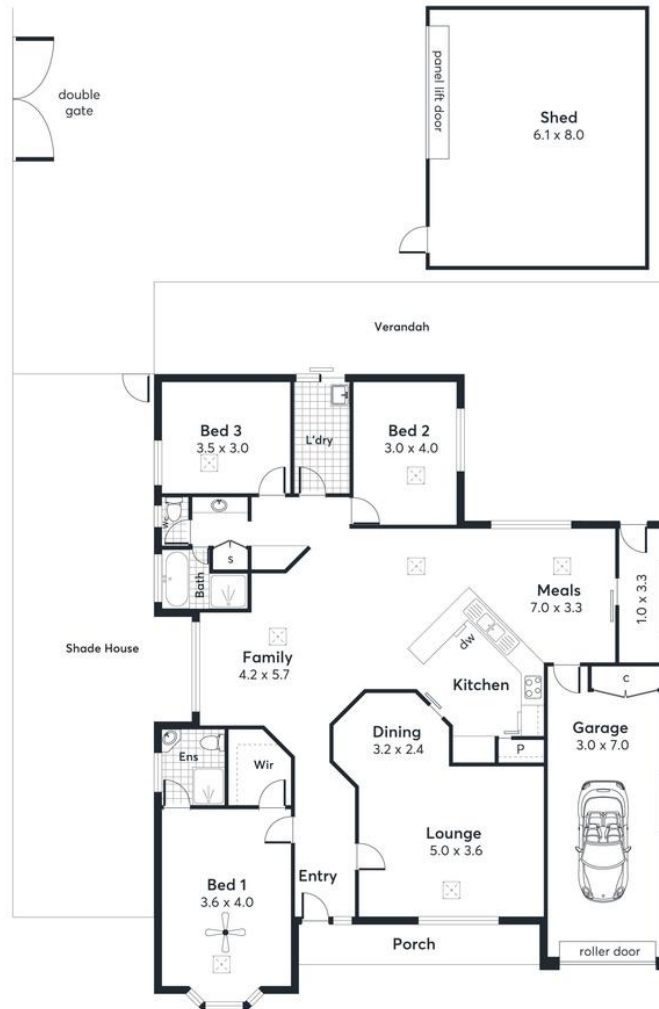 double
gate
panel lift door
Shed
6.1 x 8.0
Verandah
Bed 3
3.5 x 3.0
L'dry
Bed 2
3.0 x 4.0
Wc
s
Bath
Meals
7.0 x 3.3
1.0 x 3.3
Shade House
Family
4.2 x 5.7
dw
Kitchen
c
Garage
3.0 x 7.0
Dining
3.2 x 2.4
P
Ens
Wir
Lounge
5.0 x 3.6
Bed 1
3.6 x 4.0
Entry
Porch
roller door